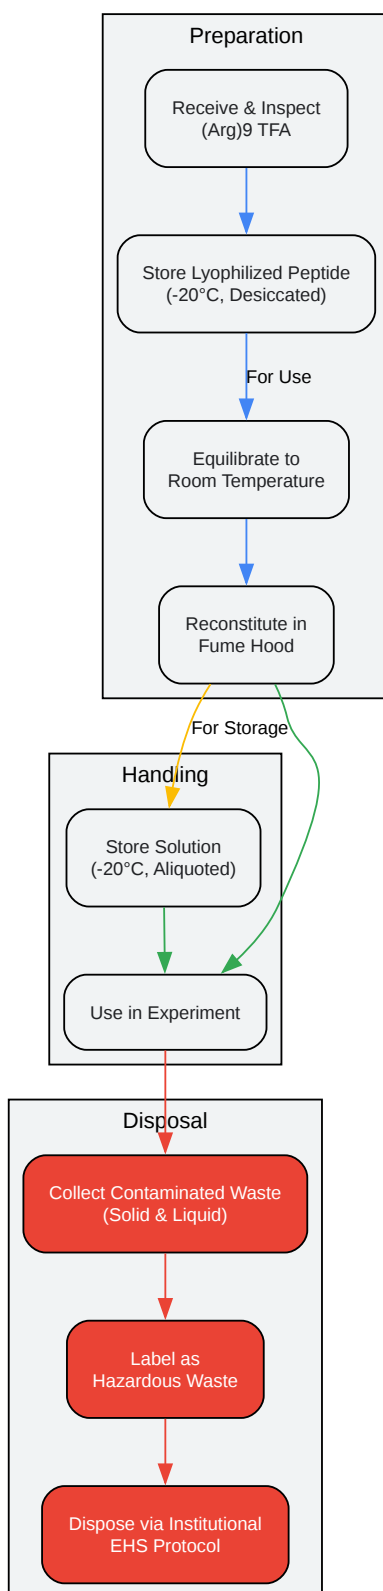 Preparation
Receive & Inspect
(Arg)9 TFA
Store Lyophilized Peptide
(-20°C, Desiccated)
For Use
Equilibrate to
Room Temperature
Reconstitute in
Fume Hood
For Storage
Handling
Store Solution
(-20°C, Aliquoted)
Use in Experiment
Disposal
Collect Contaminated Waste
(Solid & Liquid)
Label as
Hazardous Waste
Dispose via Institutional
EHS Protocol